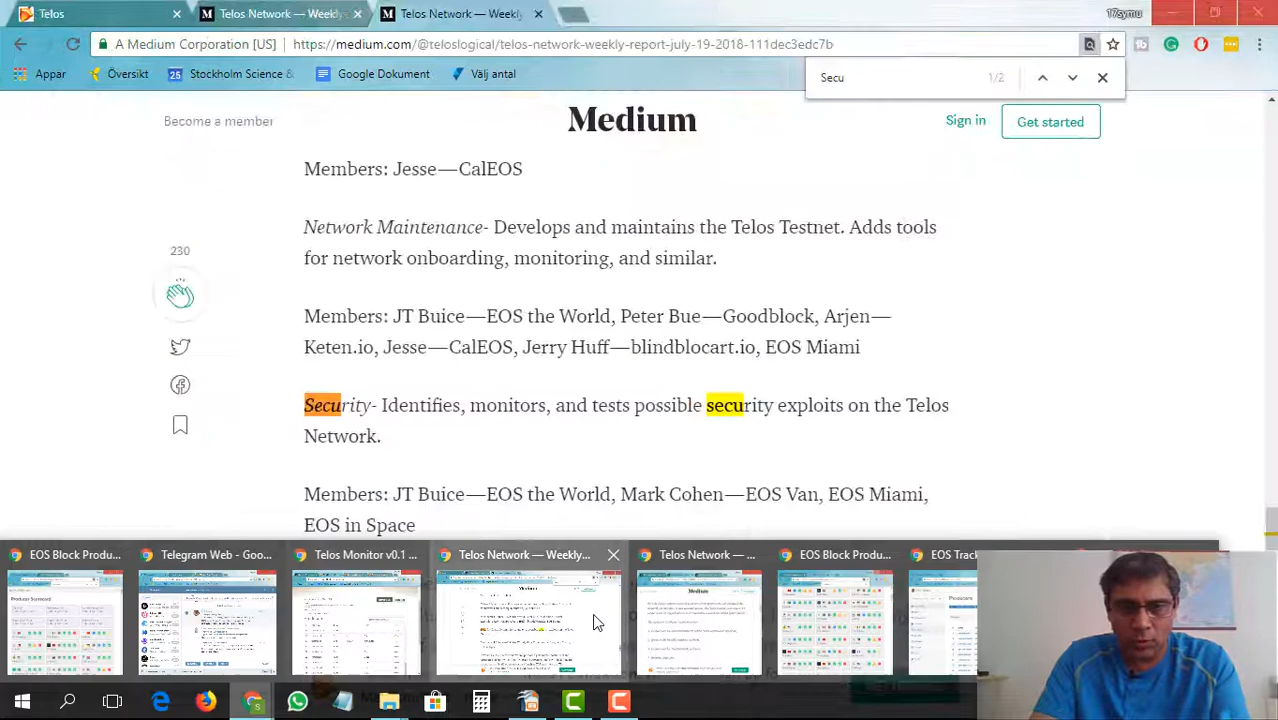 Telos
Telos Network — Weekly
Telos Network — Weekly
17symu
A Medium Corporation [US]
https://medium.com/@teloslogical/telos-network-weekly-report-july-19-2018-111dec3edc7b
Appar
Översikt
25
Stockholm Science &
Google Dokument
Välj antal
Secu
1/2
Become a member
Medium
Sign in
Get started
Members: Jesse—CalEOS
Network Maintenance- Develops and maintains the Telos Testnet. Adds tools
for network onboarding, monitoring, and similar.
230
Members: JT Buice—EOS the World, Peter Bue—Goodblock, Arjen—
Keten.io, Jesse—CalEOS, Jerry Huff—blindblocart.io, EOS Miami
Security- Identifies, monitors, and tests possible security exploits on the Telos
Network.
Members: JT Buice—EOS the World, Mark Cohen—EOS Van, EOS Miami,
EOS in Space
EOS Block Produ...
Telegram Web - Goo...
Telos Monitor v0.1 ...
Telos Network — Weekly...
Telos Network — ...
EOS Block Produ...
EOS Track